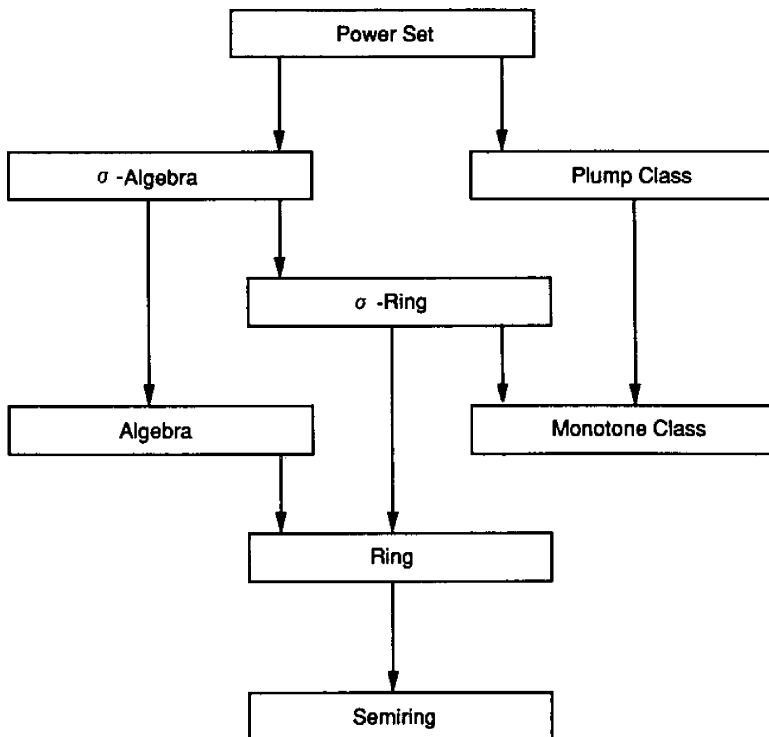 Power Set
σ -Algebra
Plump Class
σ -Ring
Algebra
Monotone Class
Ring
Semiring